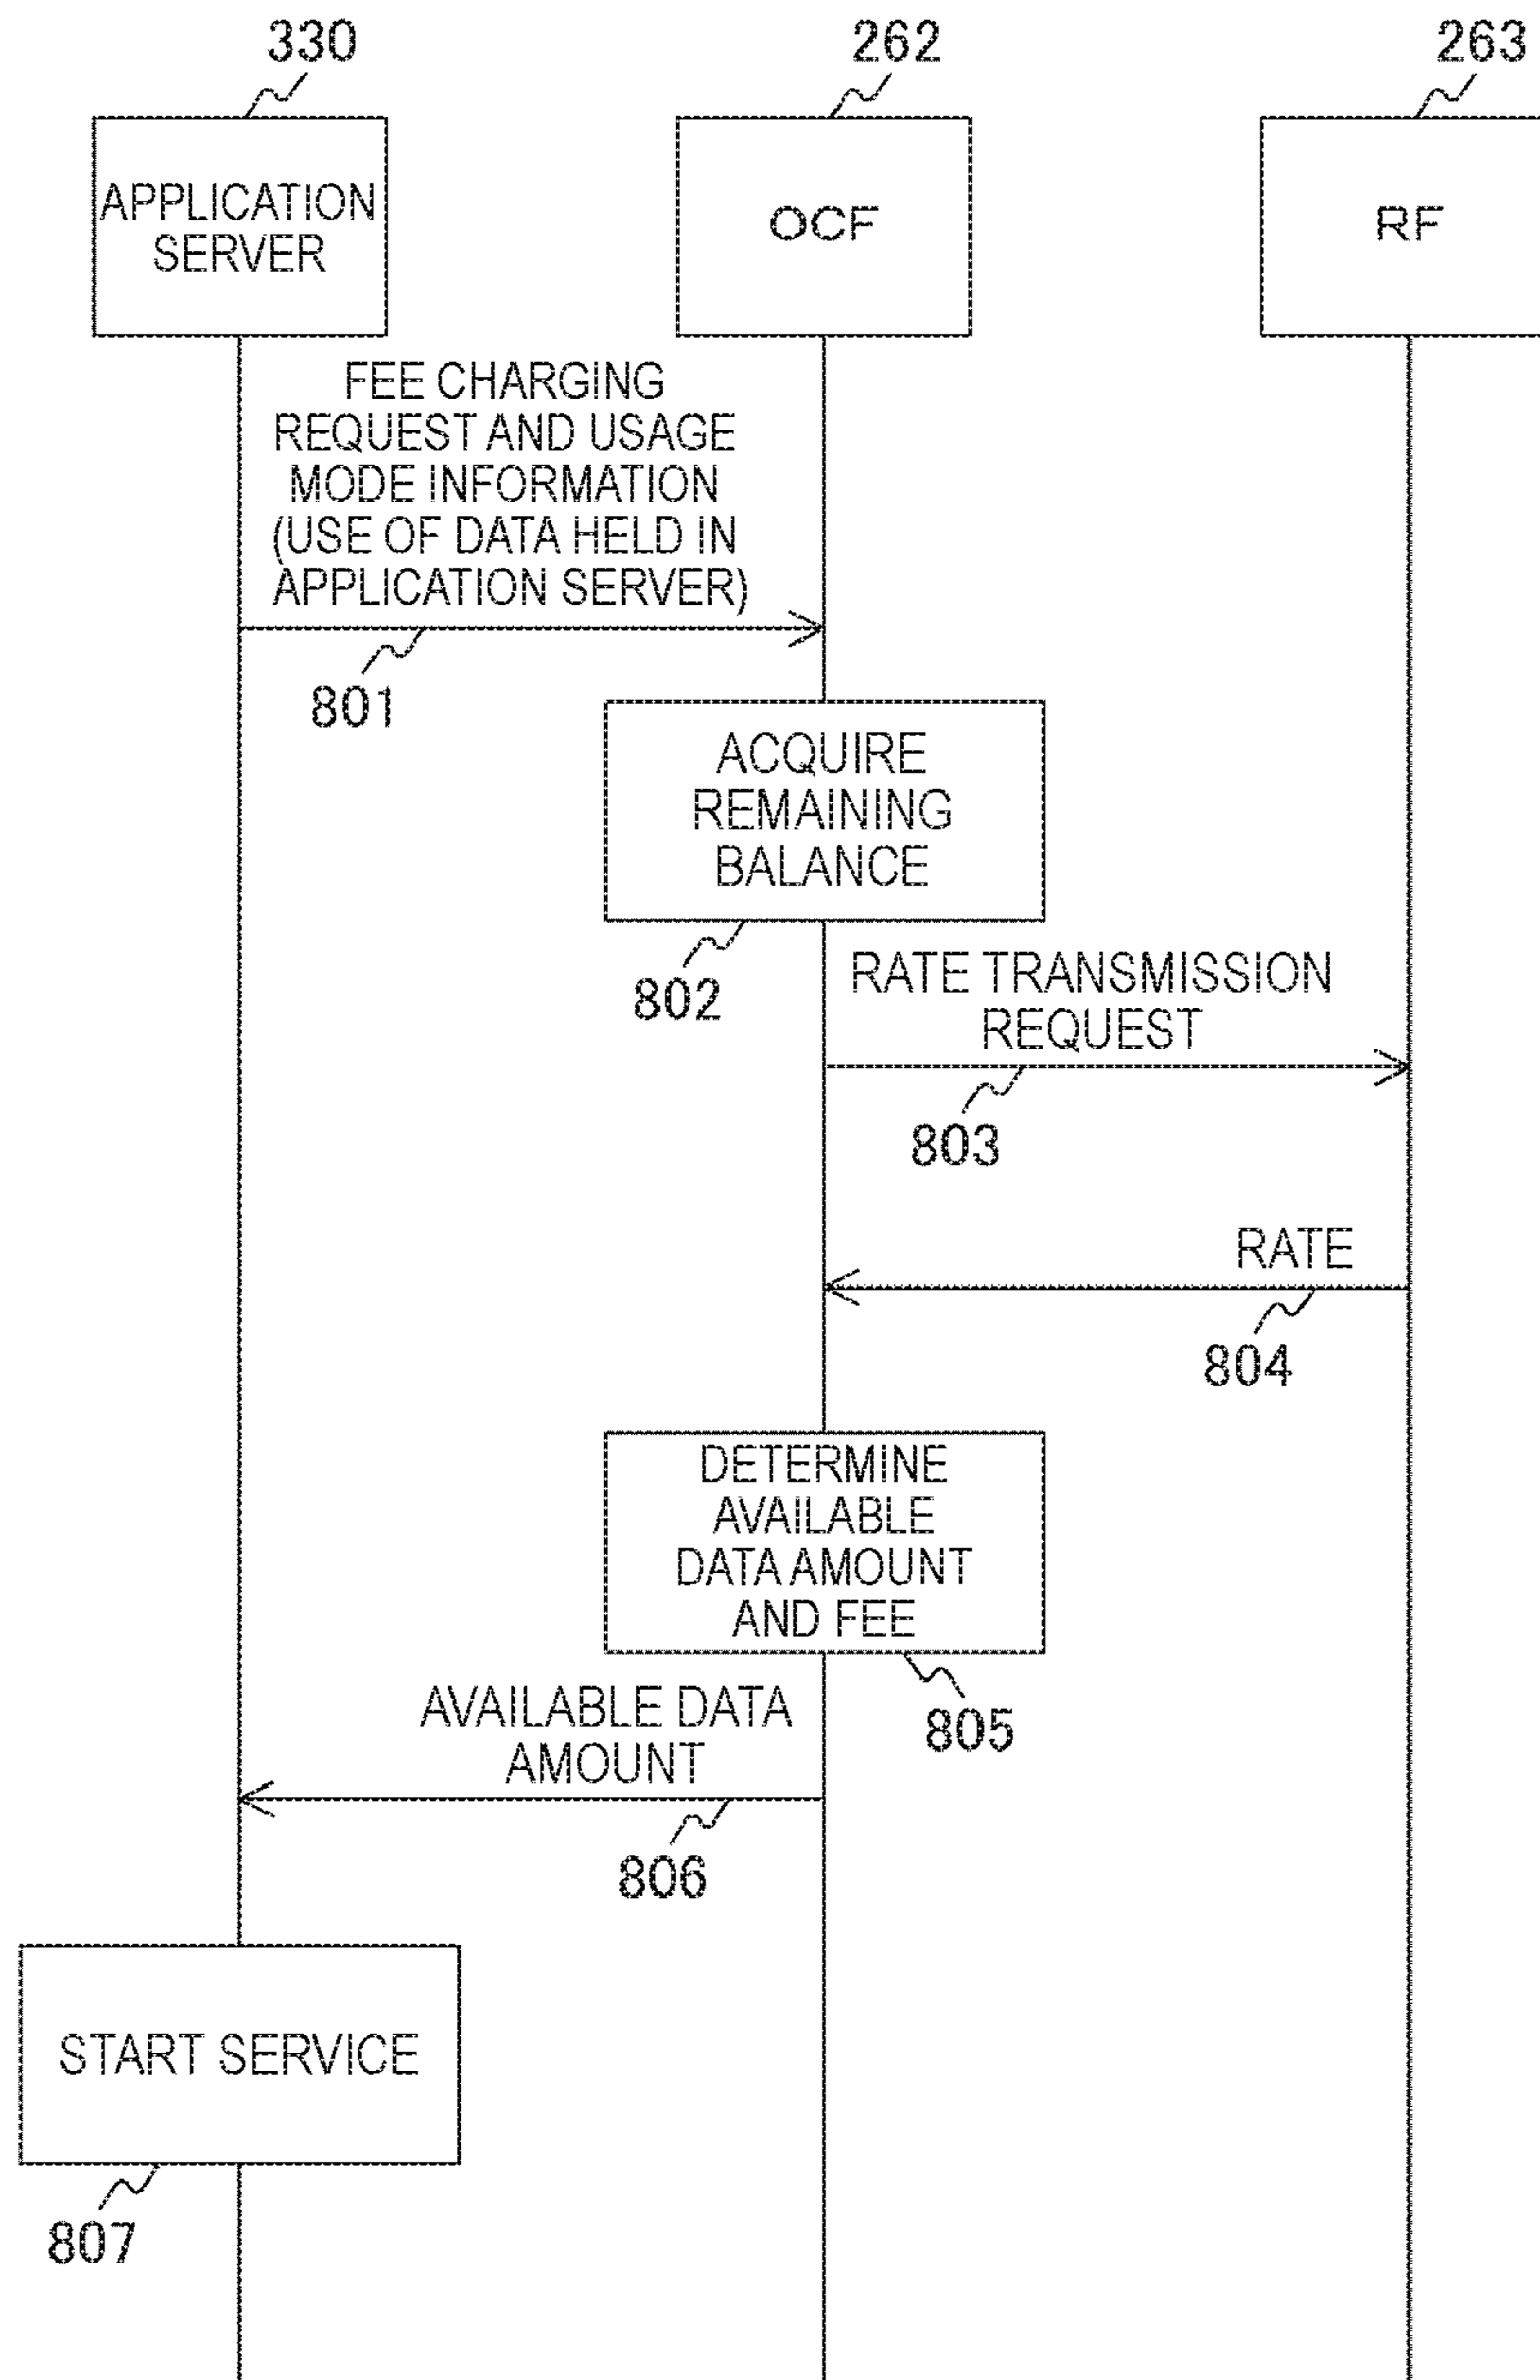 330
262
263
APPLICATION
SERVER
OCF
RF
FEE CHARGING
REQUEST AND USAGE
MODE INFORMATION
(USE OF DATA HELD IN
APPLICATION SERVER)
801
ACQUIRE
REMAINING
BALANCE
802
RATE TRANSMISSION
REQUEST
803
RATE
804
DETERMINE
AVAILABLE
DATA AMOUNT
AND FEE
805
AVAILABLE DATA
AMOUNT
806
START SERVICE
807